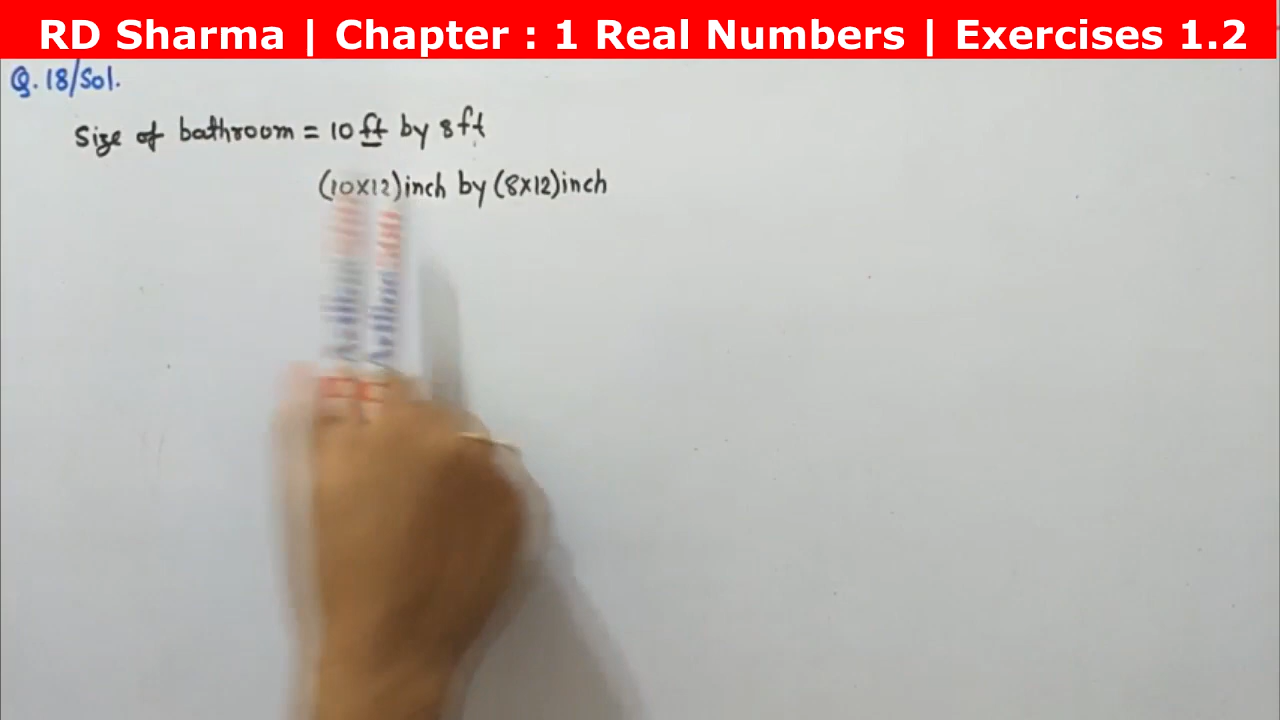 RD Sharma | Chapter : 1 Real Numbers | Exercises 1.2
Q. 18/Sol.
Size of bathroom = 10 ft by 8 ft
(10x12) inch by (8x12) inch